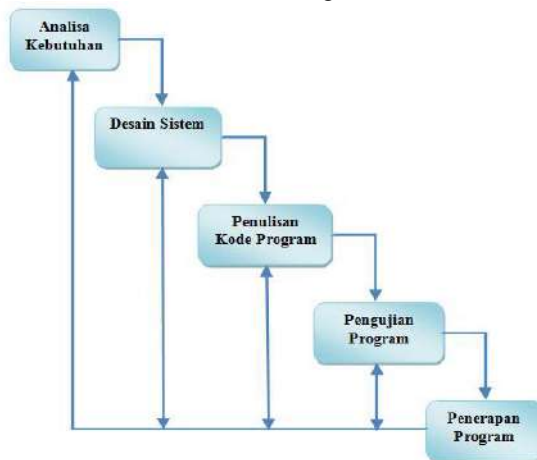 Analisa
Kebutuhan
Desain Sistem
Penulisan
Kode Program
Pengujian
Program
Penerapan
Program